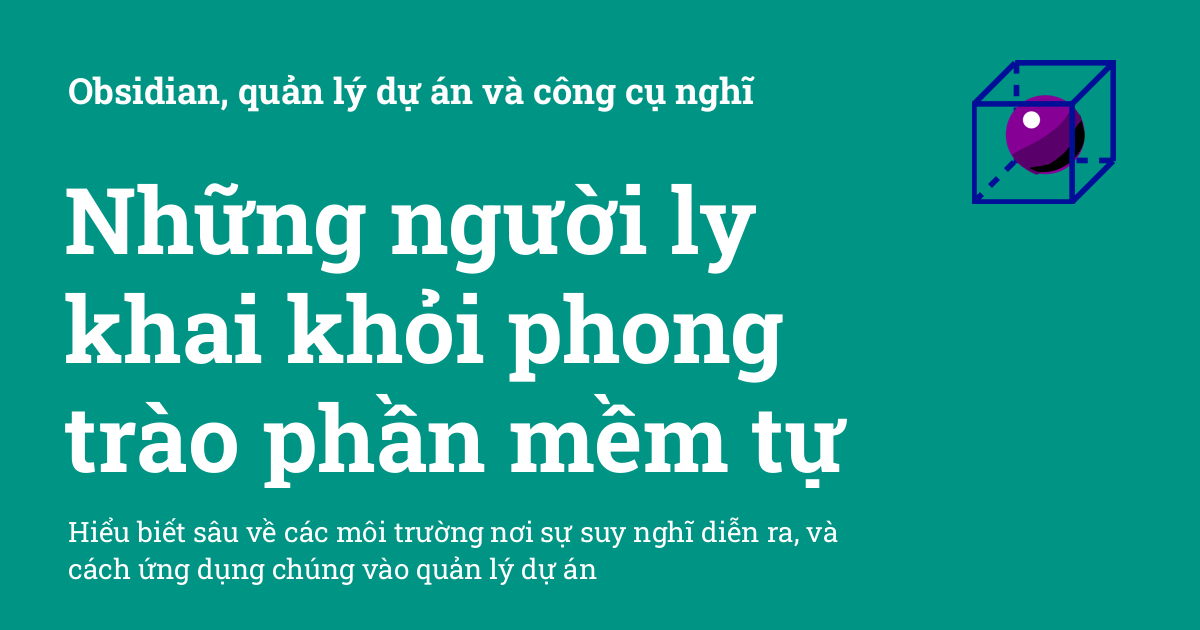 Obsidian, quản lý dự án và công cụ nghĩ
Những người ly
khai khỏi phong
trào phần mềm tự
Hiểu biết sâu về các môi trường nơi sự suy nghĩ diễn ra, và
cách ứng dụng chúng vào quản lý dự án